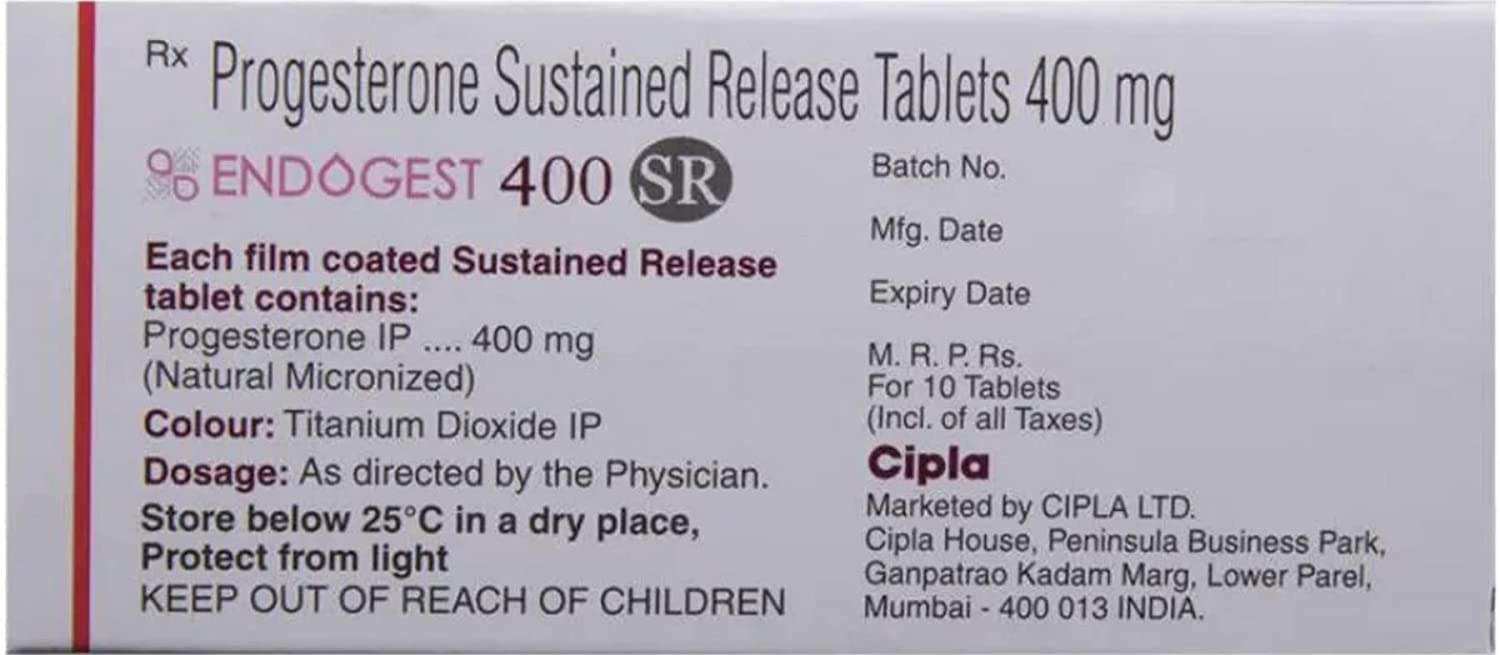 Rx Progesterone Sustained Release Tablets 400 mg
ENDOGEST 400 SR
Each film coated Sustained Release
tablet contains:
Progesterone IP .... 400 mg
(Natural Micronized)
Colour: Titanium Dioxide IP
Dosage: As directed by the Physician.
Store below 25°C in a dry place,
Protect from light
KEEP OUT OF REACH OF CHILDREN
Batch No.
Mfg. Date
Expiry Date
M. R. P. Rs.
For 10 Tablets
(Incl. of all Taxes)
Cipla
Marketed by CIPLA LTD.
Cipla House, Peninsula Business Park,
Ganpatrao Kadam Marg, Lower Parel,
Mumbai - 400 013 INDIA.